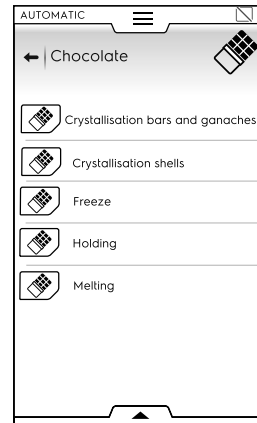 AUTOMATIC
Chocolate
Crystallisation bars and ganaches
Crystallisation shells
Freeze
Holding
Melting